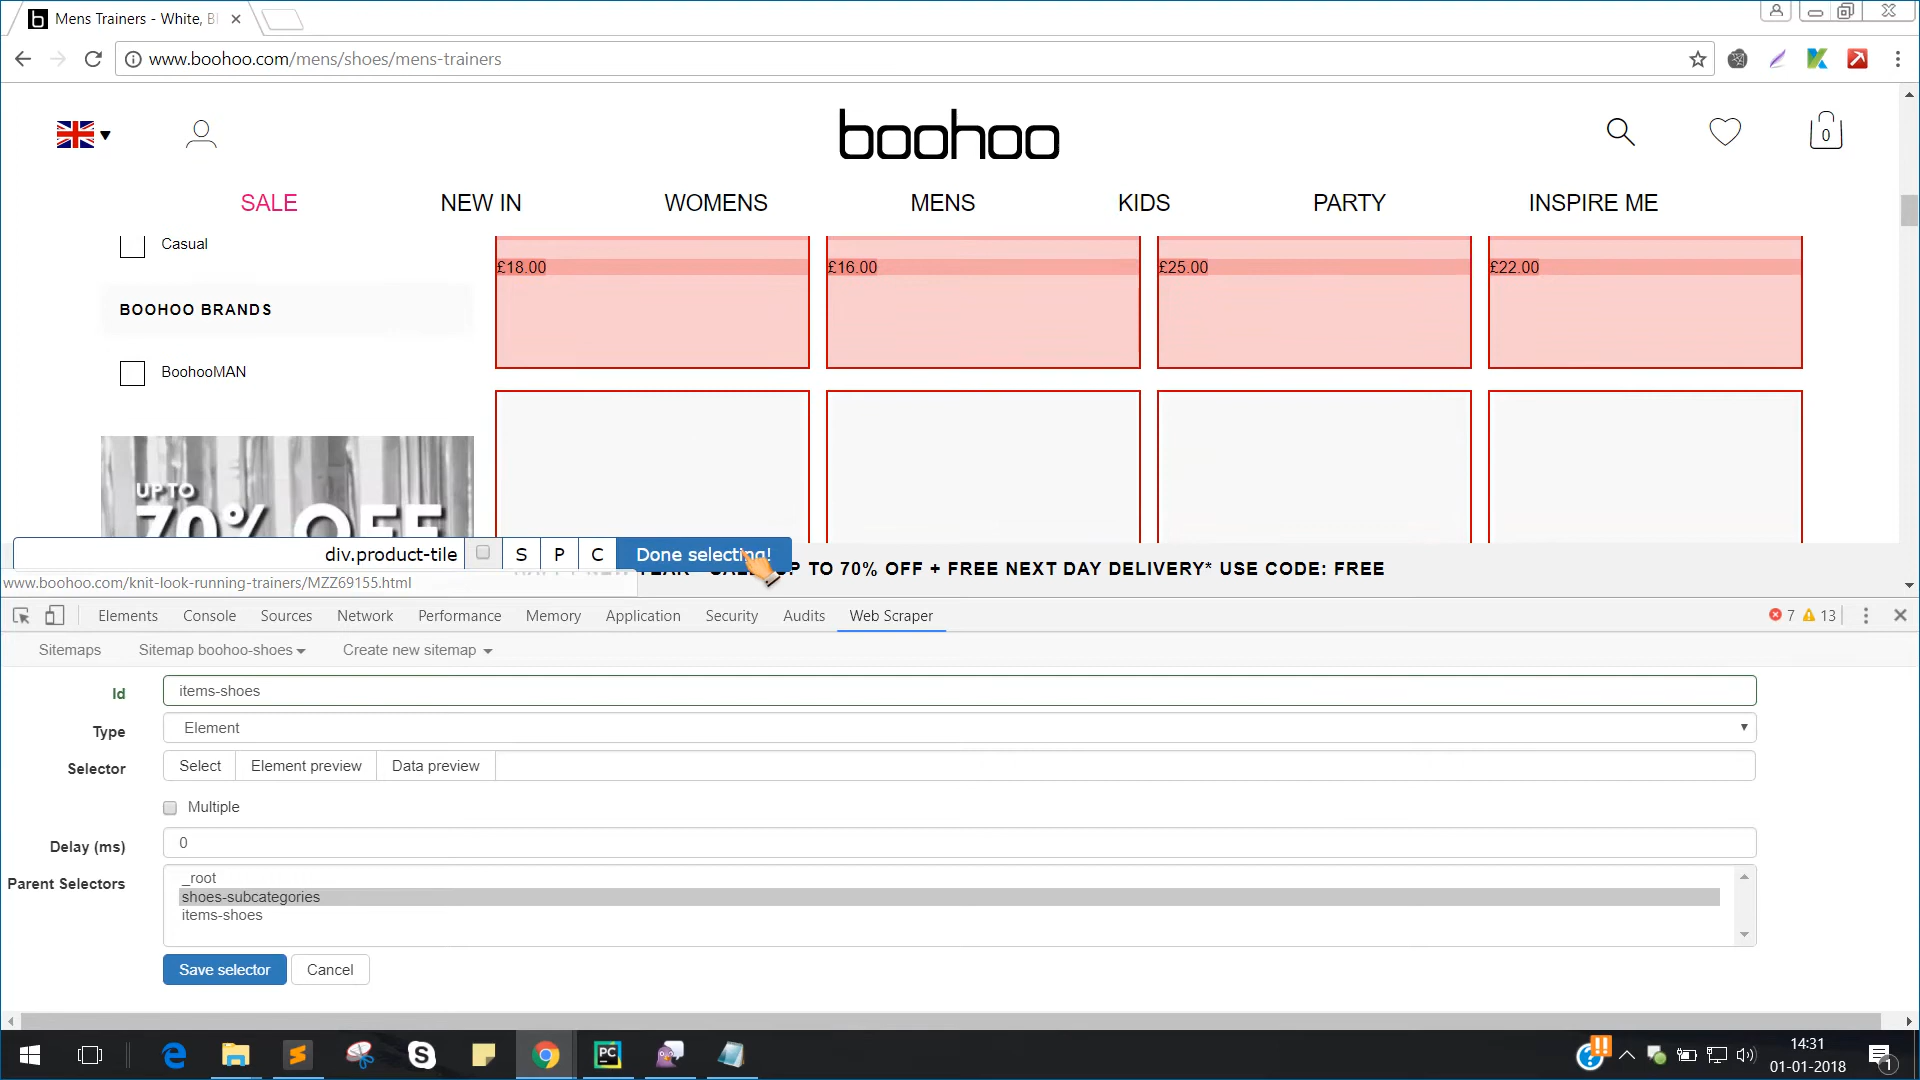 b Mens Trainers - White, Bl
www.boohoo.com/mens/shoes/mens-trainers
boohoo
0
SALE NEW IN WOMENS MENS KIDS PARTY INSPIRE ME
Casual
£18.00 £16.00 £25.00 £22.00
BOOHOO BRANDS
BoohooMAN
UP TO
70% OFF
div.product-tile S P C Done selecting!
UP TO 70% OFF + FREE NEXT DAY DELIVERY* USE CODE: FREE
www.boohoo.com/knit-look-running-trainers/MZZ69155.html
Elements Console Sources Network Performance Memory Application Security Audits Web Scraper 7 13
Sitemaps Sitemap boohoo-shoes Create new sitemap
Id items-shoes
Type Element
Selector Select Element preview Data preview
Multiple
Delay (ms) 0
Parent Selectors _root
shoes-subcategories
items-shoes
Save selector Cancel
14:31
01-01-2018
1